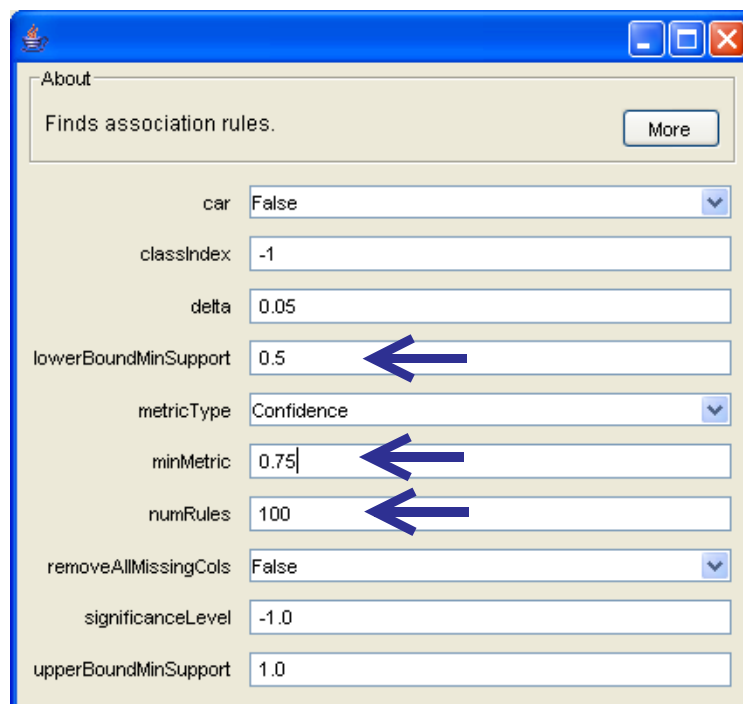 About
Finds association rules.
More
car False
classIndex -1
delta 0.05
lowerBoundMinSupport 0.5
metricType Confidence
minMetric 0.75
numRules 100
removeAllMissingCols False
significanceLevel -1.0
upperBoundMinSupport 1.0